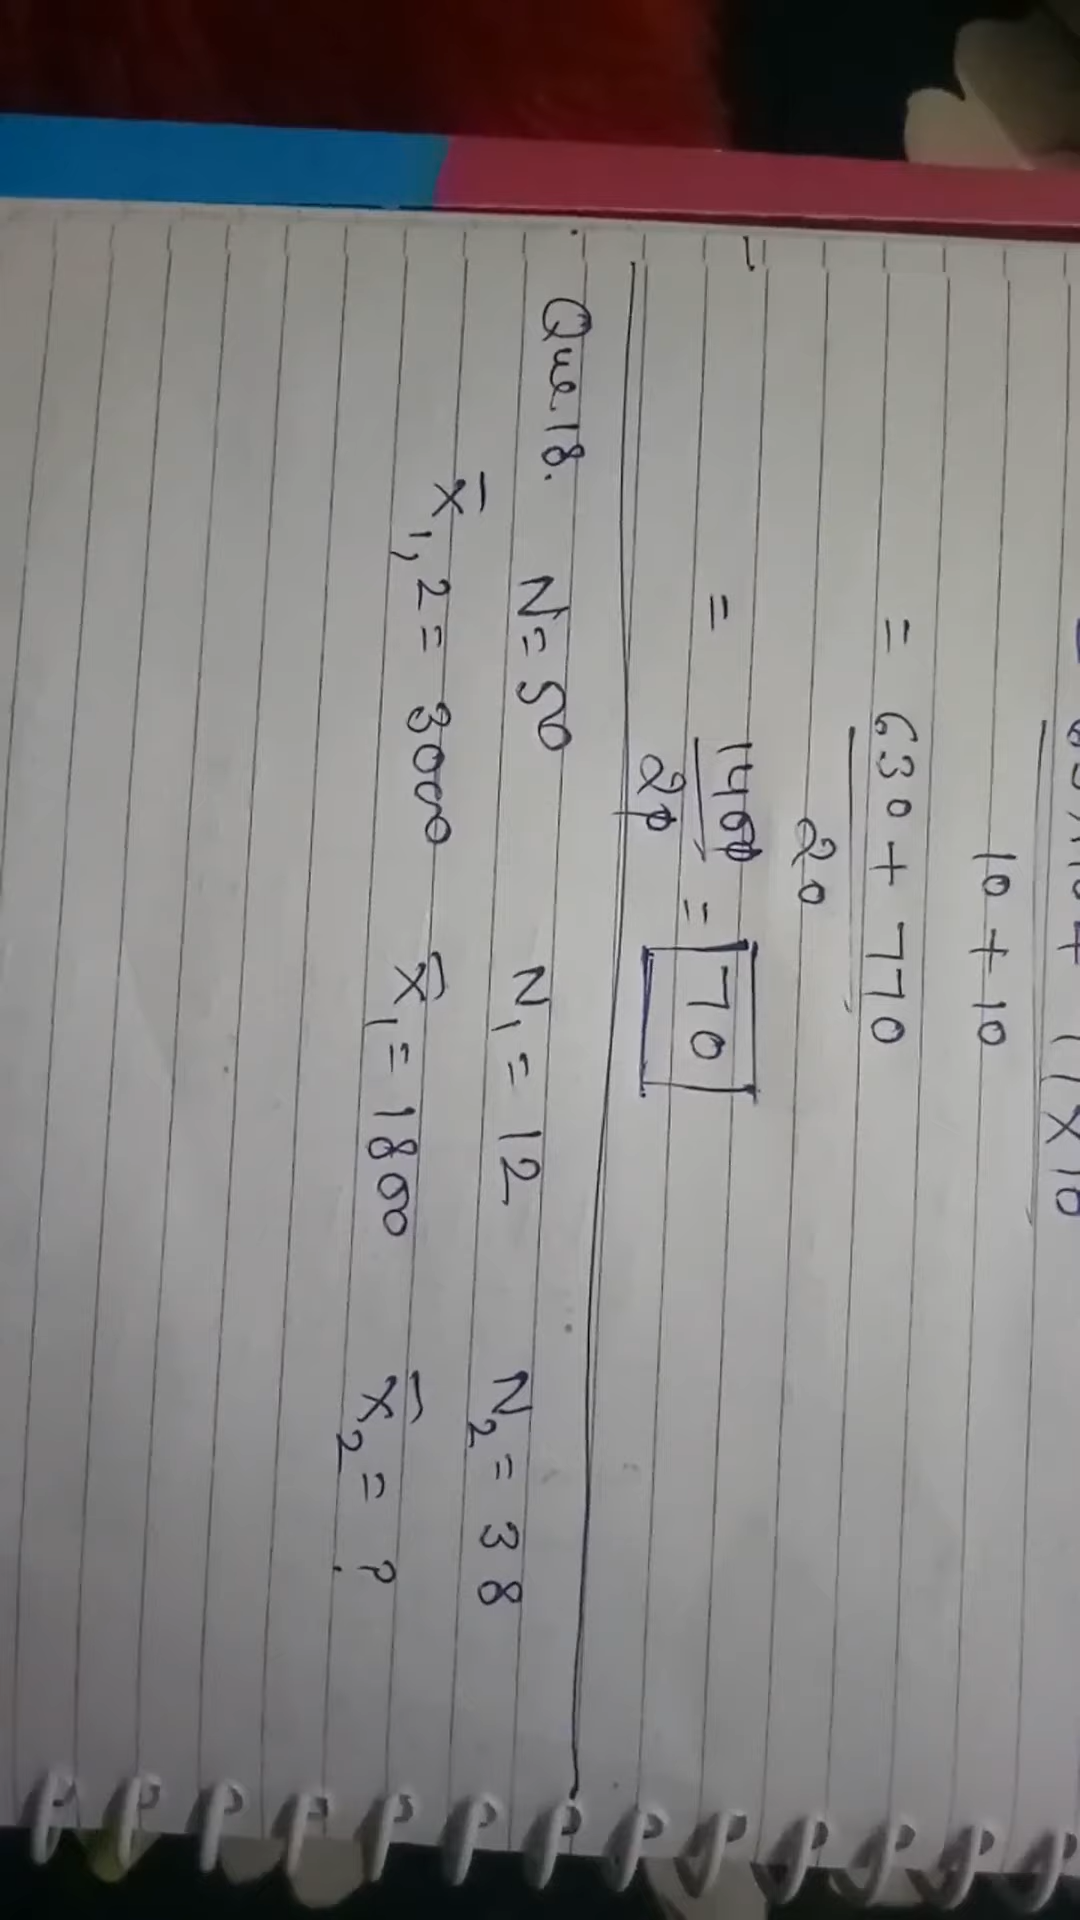 10 + 10
= 630 + 770
20
= 1400 = 70
20
Que 18. N = 50 N₁ = 12 N₂ = 38
x̄₁,2 = 3000 x̄₁ = 1800 x̄₂ = ?